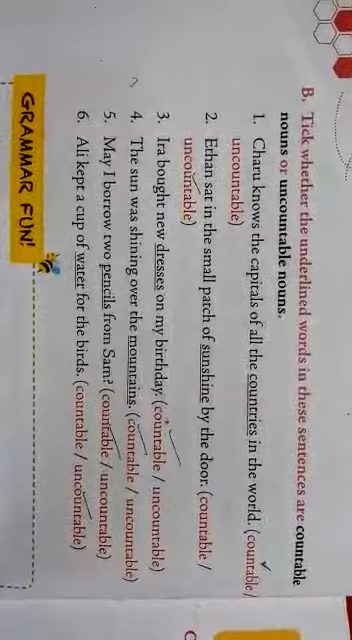 B. Tick whether the underlined words in these sentences are countable
nouns or uncountable nouns.
1. Charu knows the capitals of all the countries in the world. (countable /
uncountable)
2. Ethan sat in the small patch of sunshine by the door. (countable /
uncountable)
3. Ira bought new dresses on my birthday. (countable / uncountable)
4. The sun was shining over the mountains. (countable / uncountable)
5. May I borrow two pencils from Sam? (countable / uncountable)
6. Ali kept a cup of water for the birds. (countable / uncountable)
GRAMMAR FUN!